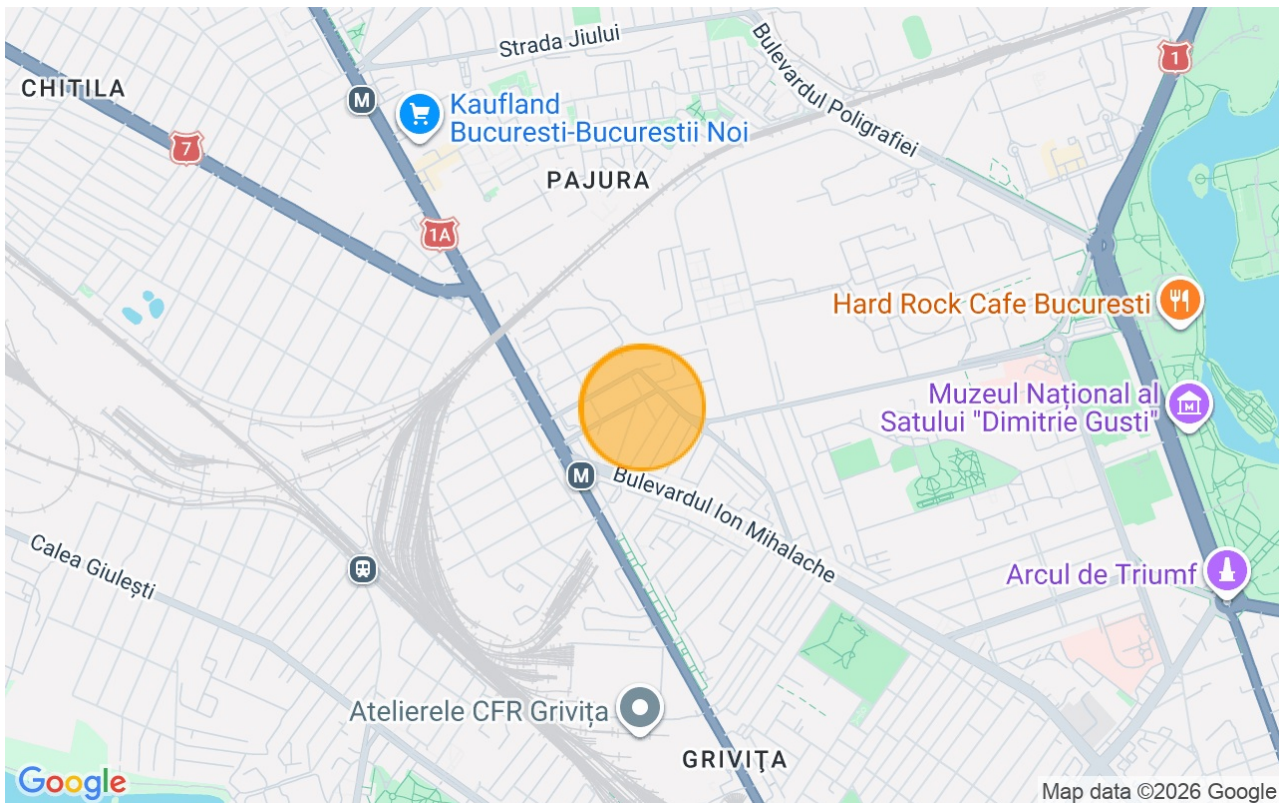 Strada Jiului
Bulevardul Poligrafiei
1
CHITILA
M
Kaufland
Bucuresti-Bucurestii Noi
7
PAJURA
1A
Hard Rock Cafe Bucuresti
Muzeul Național al
Satului "Dimitrie Gusti"
M
M
Bulevardul Ion Mihalache
Calea Giulești
Arcul de Triumf
Atelierele CFR Grivița
GRIVIŢA
Google
Map data ©2026 Google